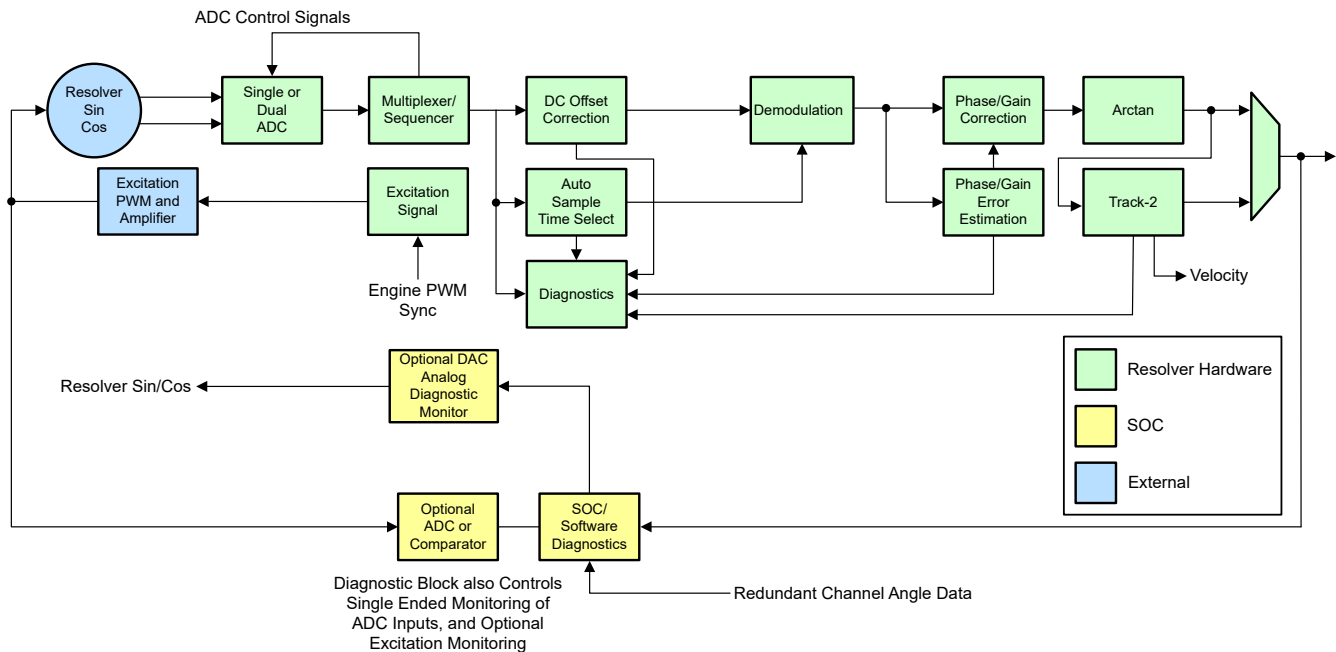 ADC Control Signals
Resolver
Sin
Cos
Single or
Dual
ADC
Multiplexer/
Sequencer
DC Offset
Correction
Demodulation
Phase/Gain
Correction
Arctan
Excitation
PWM and
Amplifier
Excitation
Signal
Auto
Sample
Time Select
Phase/Gain
Error
Estimation
Track-2
Engine PWM
Sync
Diagnostics
Velocity
Optional DAC
Analog
Diagnostic
Monitor
Resolver Sin/Cos
Resolver Hardware
SOC
External
Optional
ADC or
Comparator
SOC/
Software
Diagnostics
Diagnostic Block also Controls
Single Ended Monitoring of
ADC Inputs, and Optional
Excitation Monitoring
Redundant Channel Angle Data